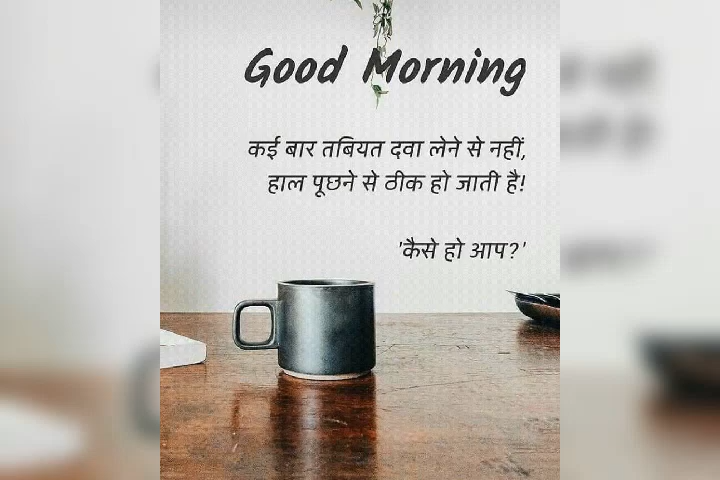 Good Morning
कई बार तबियत दवा लेने से नहीं,
हाल पूछने से ठीक हो जाती है!
'कैसे हो आप?'